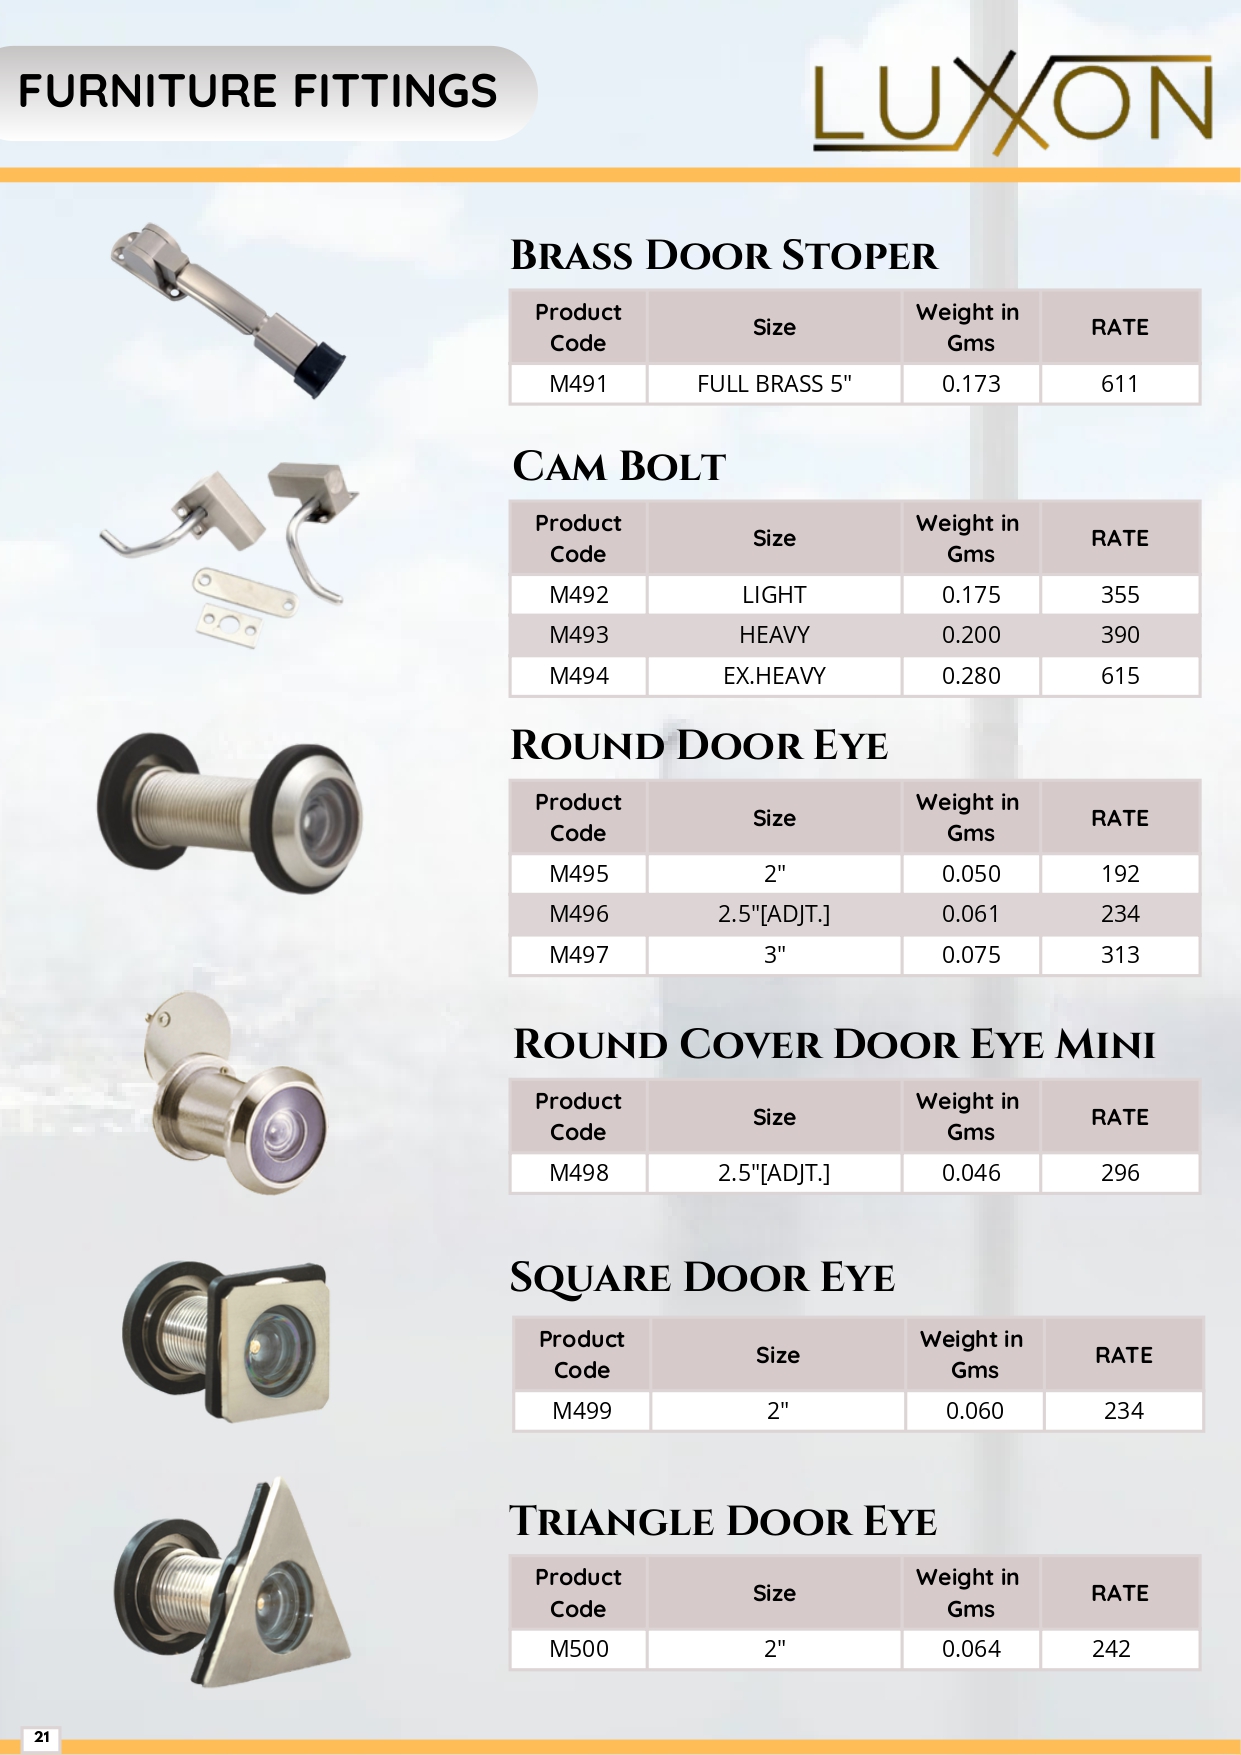 FURNITURE FITTINGS
LUXXON
BRASS DOOR STOPER
Product Code Size Weight in Gms RATE
M491 FULL BRASS 5" 0.173 611
CAM BOLT
Product Code Size Weight in Gms RATE
M492 LIGHT 0.175 355
M493 HEAVY 0.200 390
M494 EX.HEAVY 0.280 615
ROUND DOOR EYE
Product Code Size Weight in Gms RATE
M495 2" 0.050 192
M496 2.5"[ADJT.] 0.061 234
M497 3" 0.075 313
ROUND COVER DOOR EYE MINI
Product Code Size Weight in Gms RATE
M498 2.5"[ADJT.] 0.046 296
SQUARE DOOR EYE
Product Code Size Weight in Gms RATE
M499 2" 0.060 234
TRIANGLE DOOR EYE
Product Code Size Weight in Gms RATE
M500 2" 0.064 242
21